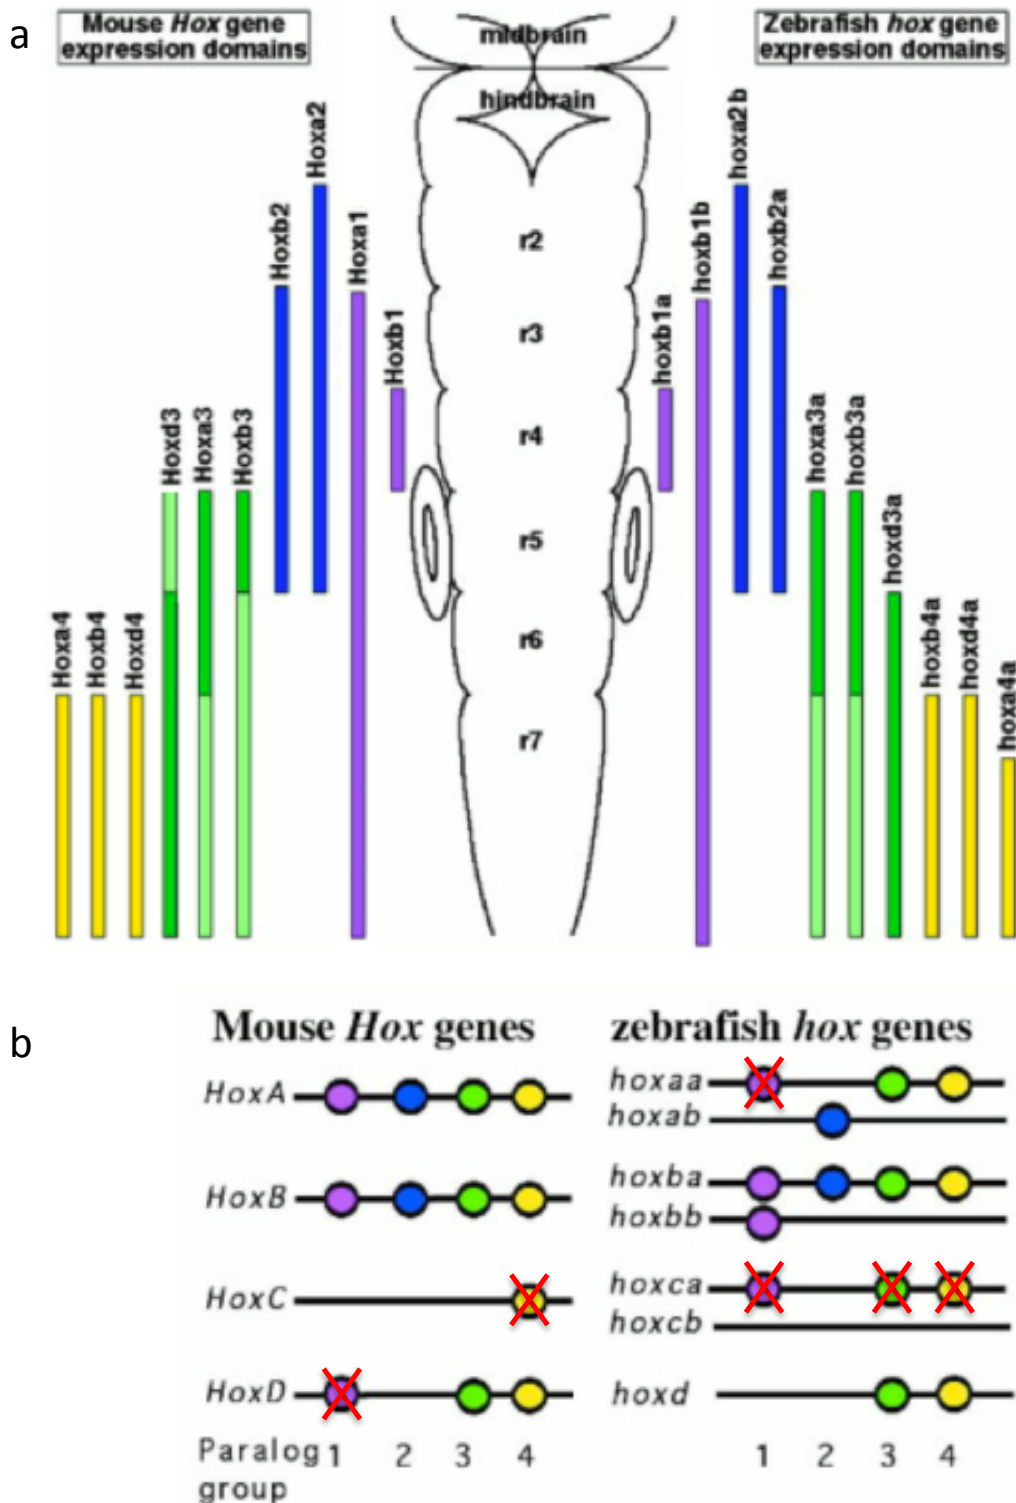 a
Mouse Hox gene
expression domains
Zebrafish hox gene
expression domains
midbrain
hindbrain
Hoxa4
Hoxb4
Hoxd4
Hoxd3
Hoxa3
Hoxb3
Hoxb2
Hoxa2
Hoxa1
Hoxb1
r2
r3
r4
r5
r6
r7
hoxb1a
hoxb1b
hoxa2b
hoxb2a
hoxa3a
hoxb3a
hoxd3a
hoxb4a
hoxd4a
hoxa4a
b
Mouse Hox genes
zebrafish hox genes
HoxA
HoxB
HoxC
HoxD
hoxaa
hoxab
hoxba
hoxbb
hoxca
hoxcb
hoxd
Paralog 1 2 3 4 1 2 3 4
group